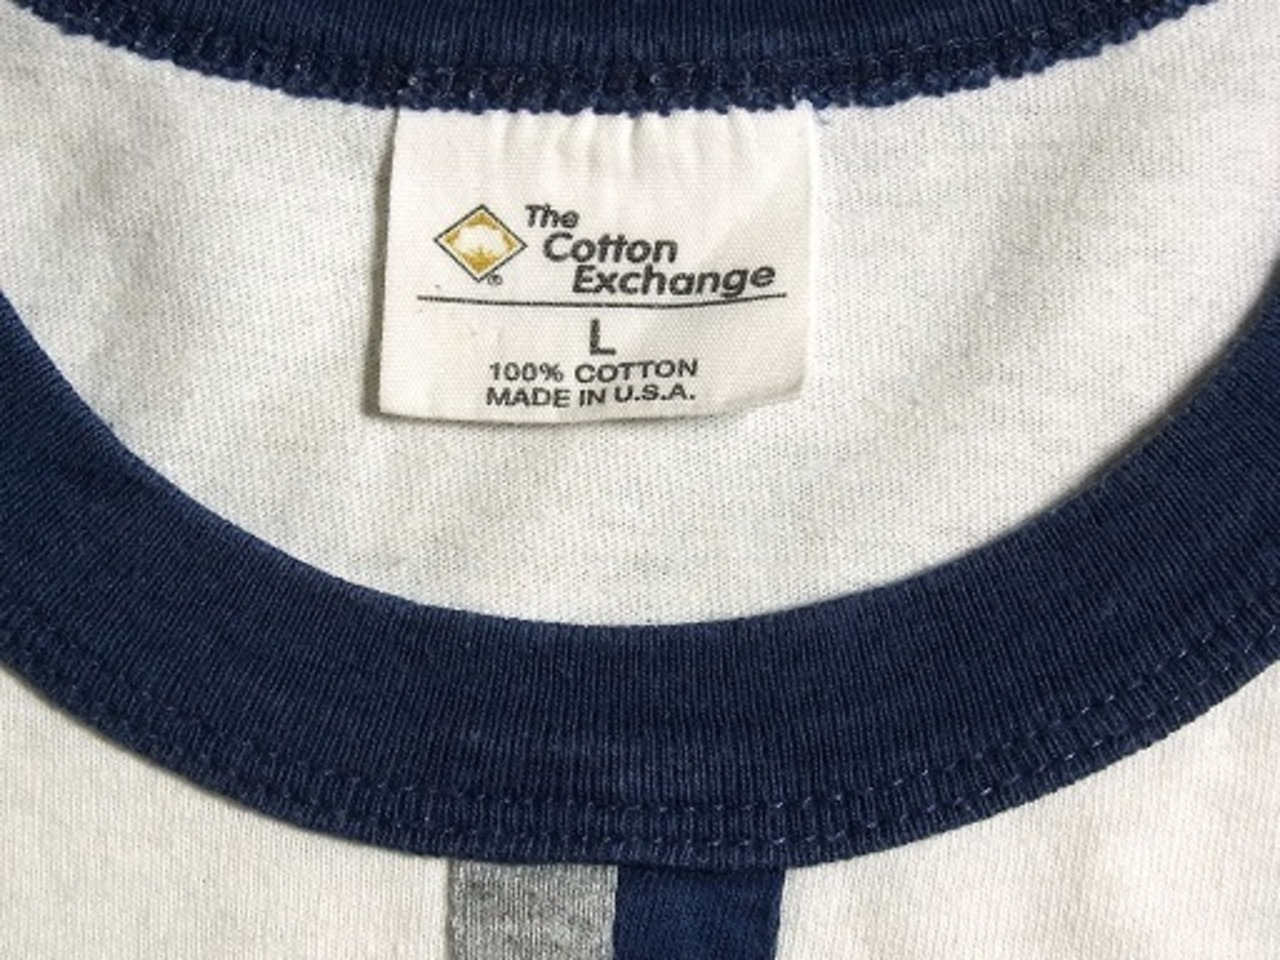 The
Cotton
Exchange
®
L
100% COTTON
MADE IN U.S.A.